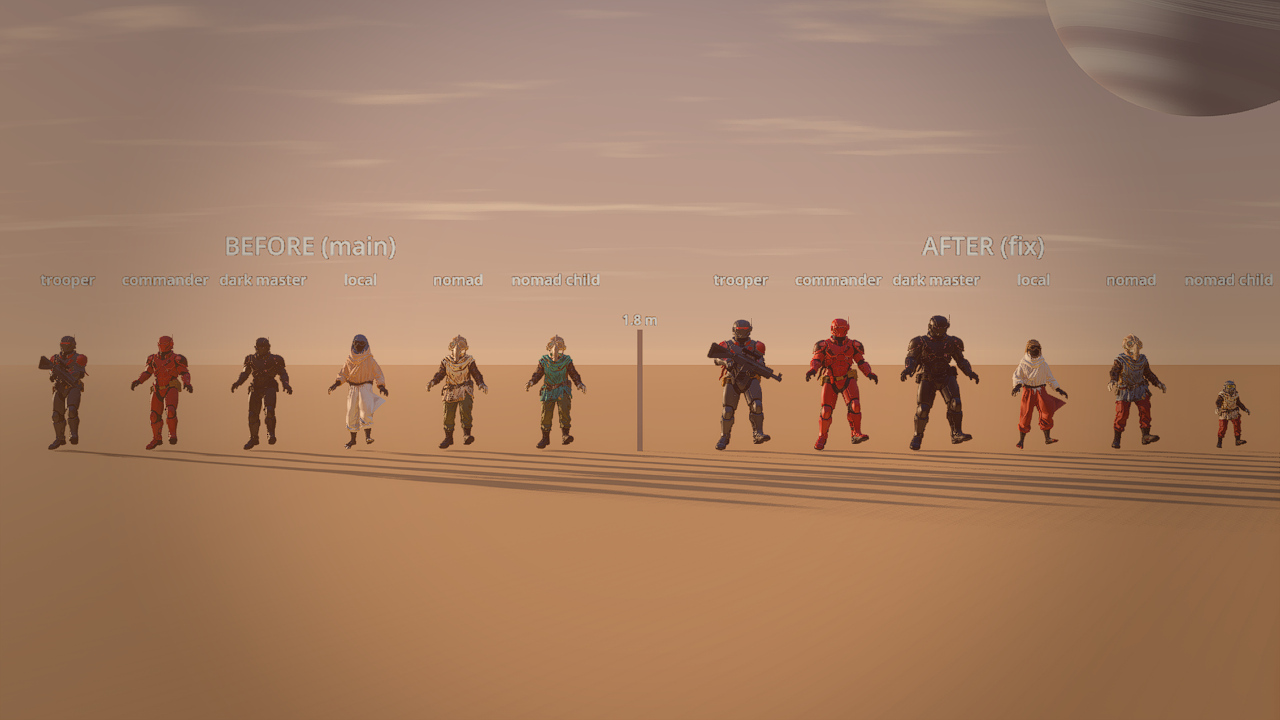 BEFORE (main)
AFTER (fix)
trooper
commander
dark master
local
nomad
nomad child
trooper
commander
dark master
local
nomad
nomad child
1.8 m